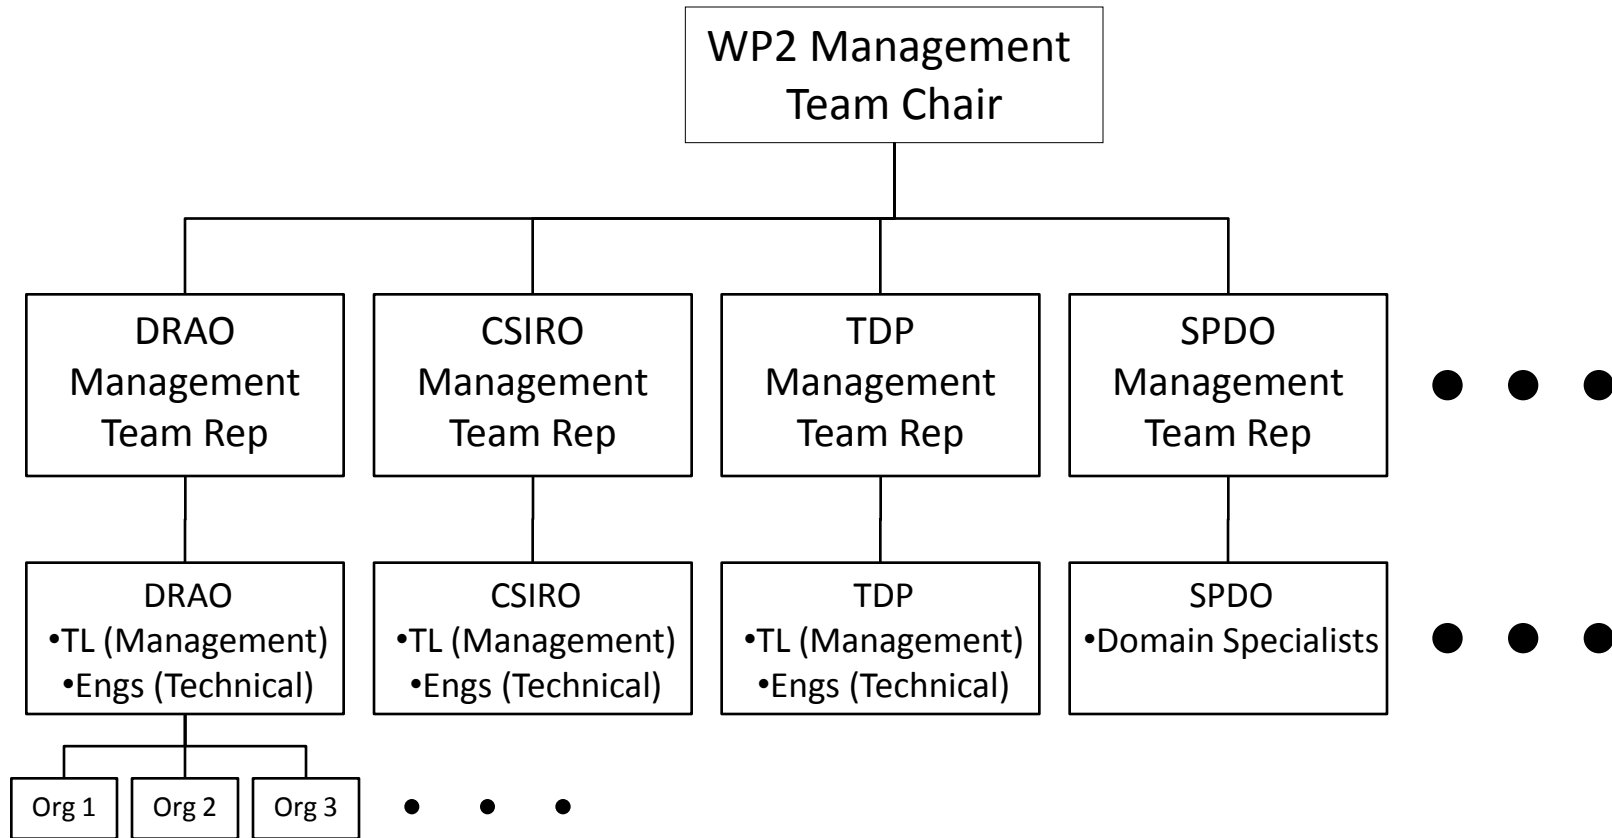 WP2 Management
Team Chair
DRAO
Management
Team Rep
CSIRO
Management
Team Rep
TDP
Management
Team Rep
SPDO
Management
Team Rep
DRAO
•TL (Management)
•Engs (Technical)
CSIRO
•TL (Management)
•Engs (Technical)
TDP
•TL (Management)
•Engs (Technical)
SPDO
•Domain Specialists
Org 1
Org 2
Org 3